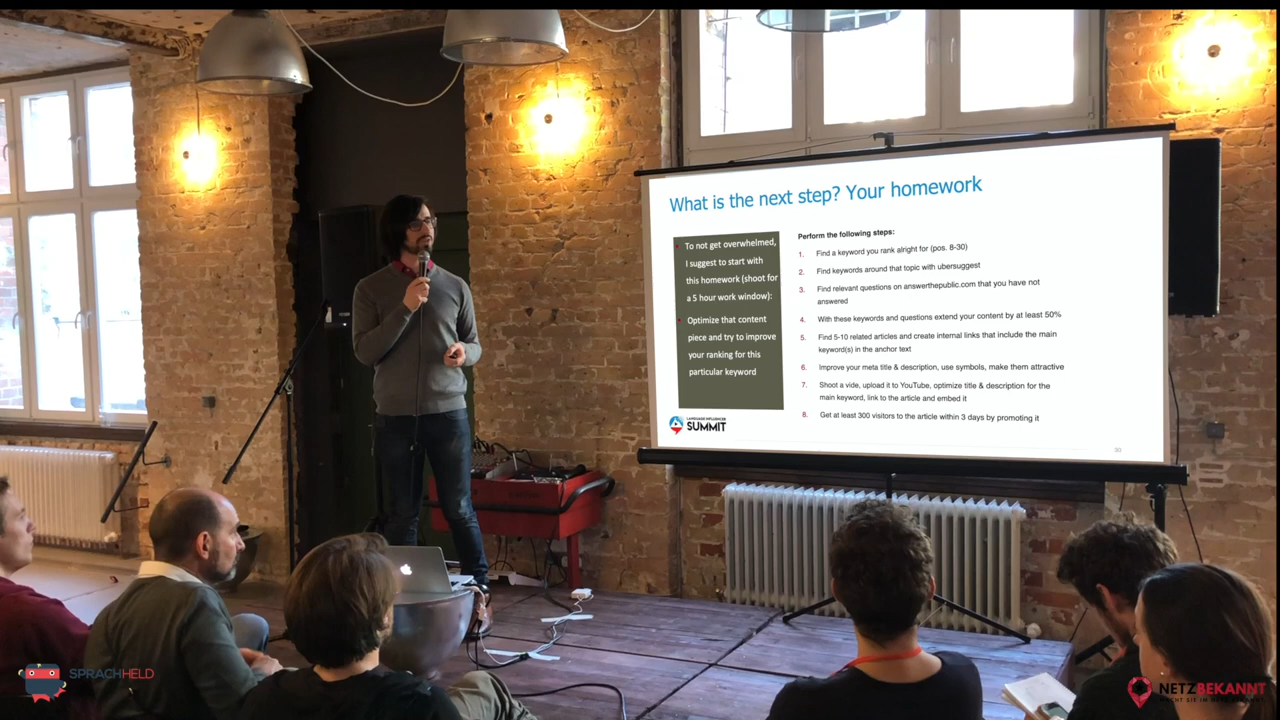 What is the next step? Your homework
To not get overwhelmed,
I suggest to start with
this homework (shoot for
a 5 hour work window):
Optimize that content
piece and try to improve
your ranking for this
particular keyword
Perform the following steps:
1. Find a keyword you rank alright for (pos. 8-30)
2. Find keywords around that topic with ubersuggest
3. Find relevant questions on answerthepublic.com that you have not
answered
4. With these keywords and questions extend your content by at least 50%
5. Find 5-10 related articles and create internal links that include the main
keyword(s) in the anchor text
6. Improve your meta title & description, use symbols, make them attractive
7. Shoot a vide, upload it to YouTube, optimize title & description for the
main keyword, link to the article and embed it
8. Get at least 300 visitors to the article within 3 days by promoting it
LANGUAGE INFLUENCER
SUMMIT
30
SPRACHHELD
NETZBEKANNT